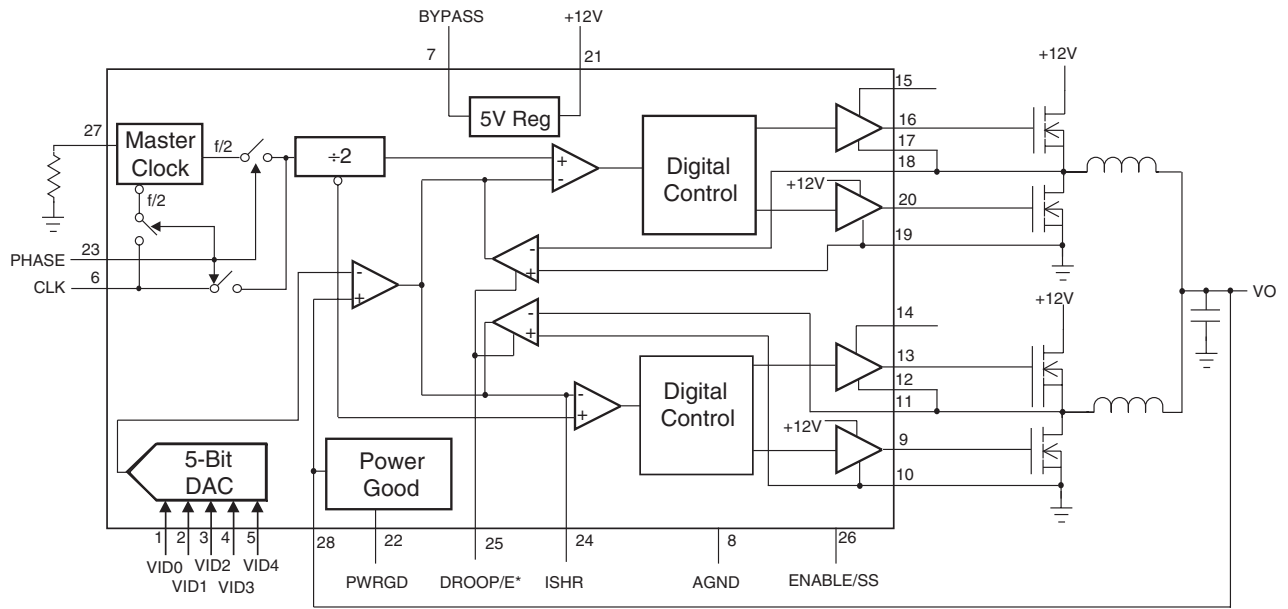 BYPASS
+12V
7
21
+12V
15
5V Reg
27
Master
Clock
f/2
÷2
+
-
Digital
Control
16
17
18
f/2
+12V
20
-
+
19
PHASE
23
CLK
6
-
+
+12V
VO
-
+
14
13
12
Digital
Control
-
+
11
+12V
9
10
5-Bit
DAC
Power
Good
1
2
3
4
5
28
22
25
24
8
26
VID0
VID2
VID4
VID1
VID3
PWRGD
DROOP/E*
ISHR
AGND
ENABLE/SS